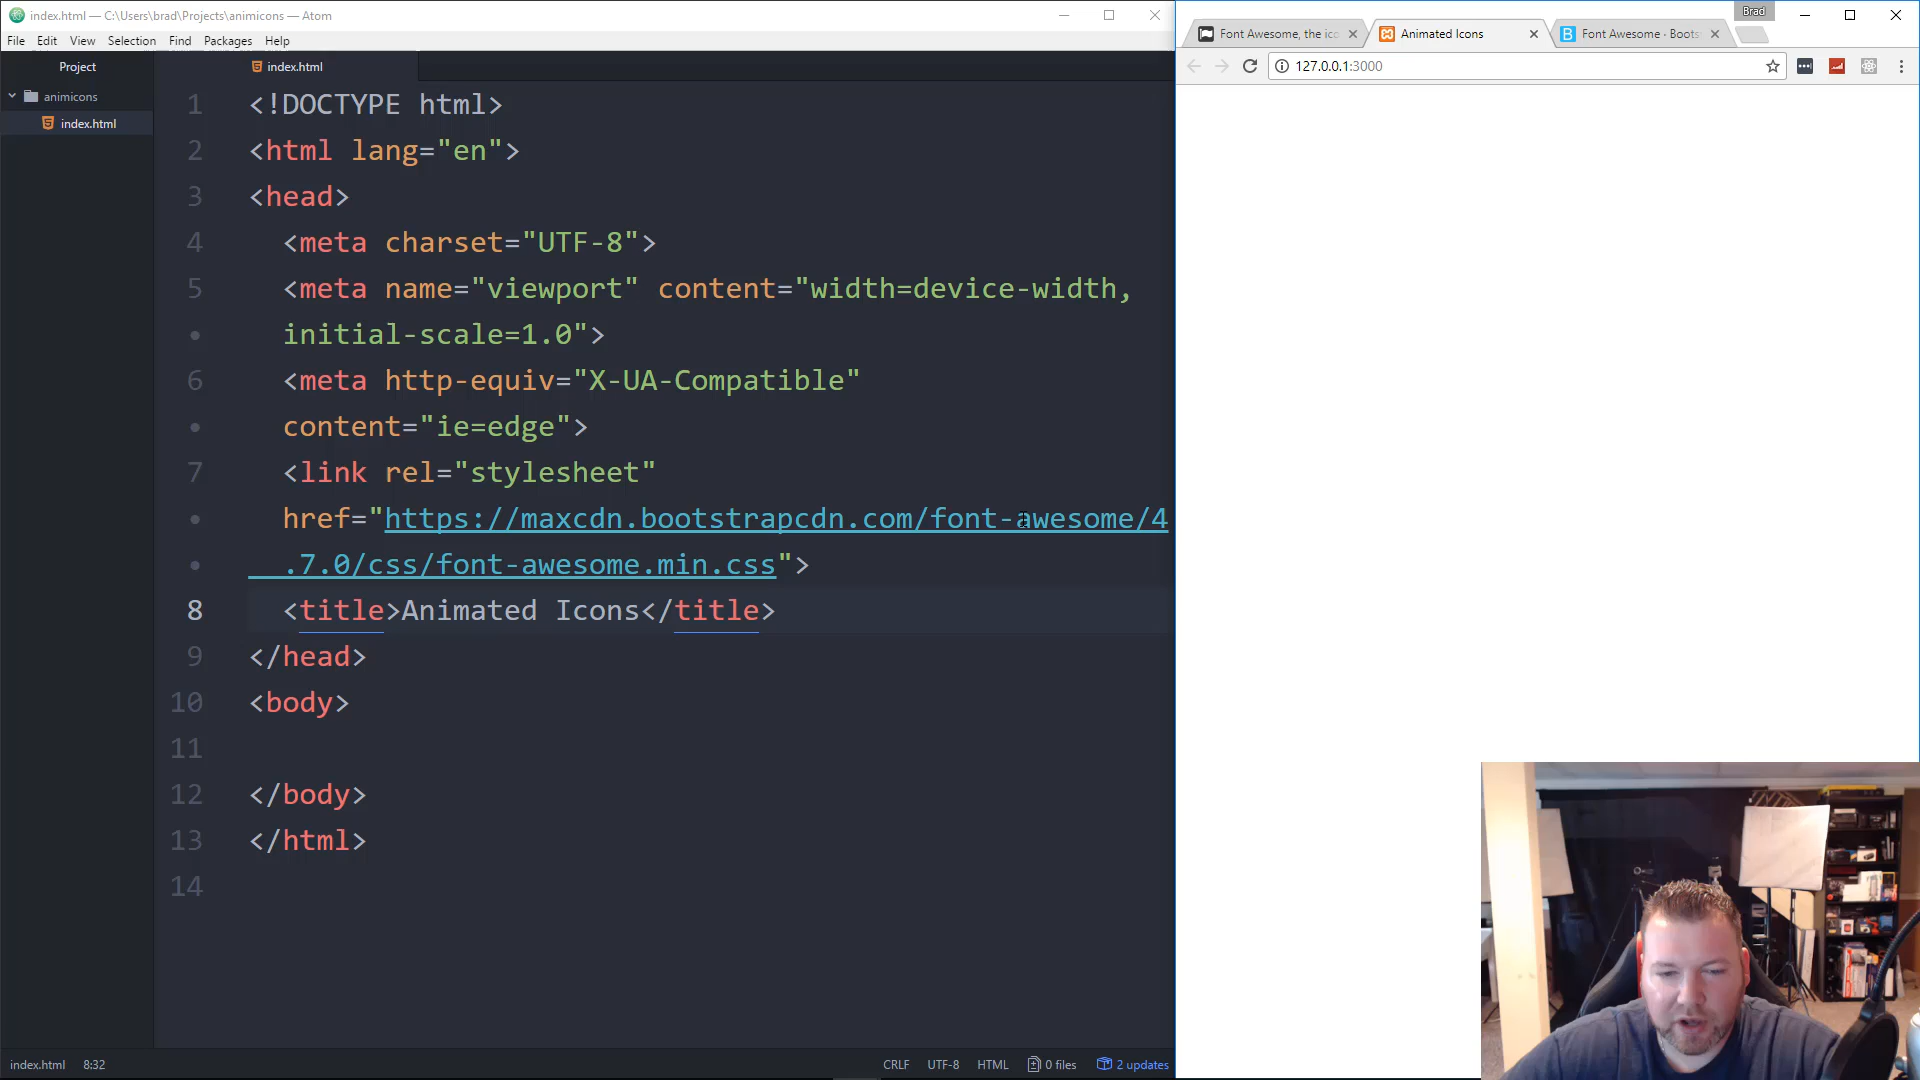 index.html — C:\Users\brad\Projects\animicons — Atom
File Edit View Selection Find Packages Help
Project
animicons
index.html
index.html
1 <!DOCTYPE html>
2 <html lang="en">
3 <head>
4 <meta charset="UTF-8">
5 <meta name="viewport" content="width=device-width,
• initial-scale=1.0">
6 <meta http-equiv="X-UA-Compatible"
• content="ie=edge">
7 <link rel="stylesheet"
• href="https://maxcdn.bootstrapcdn.com/font-awesome/4
• .7.0/css/font-awesome.min.css">
8 <title>Animated Icons</title>
9 </head>
10 <body>
11
12 </body>
13 </html>
14
index.html 8:32
CRLF UTF-8 HTML 0 files 2 updates
Brad
Font Awesome, the ico Animated Icons Font Awesome · Boots
127.0.0.1:3000